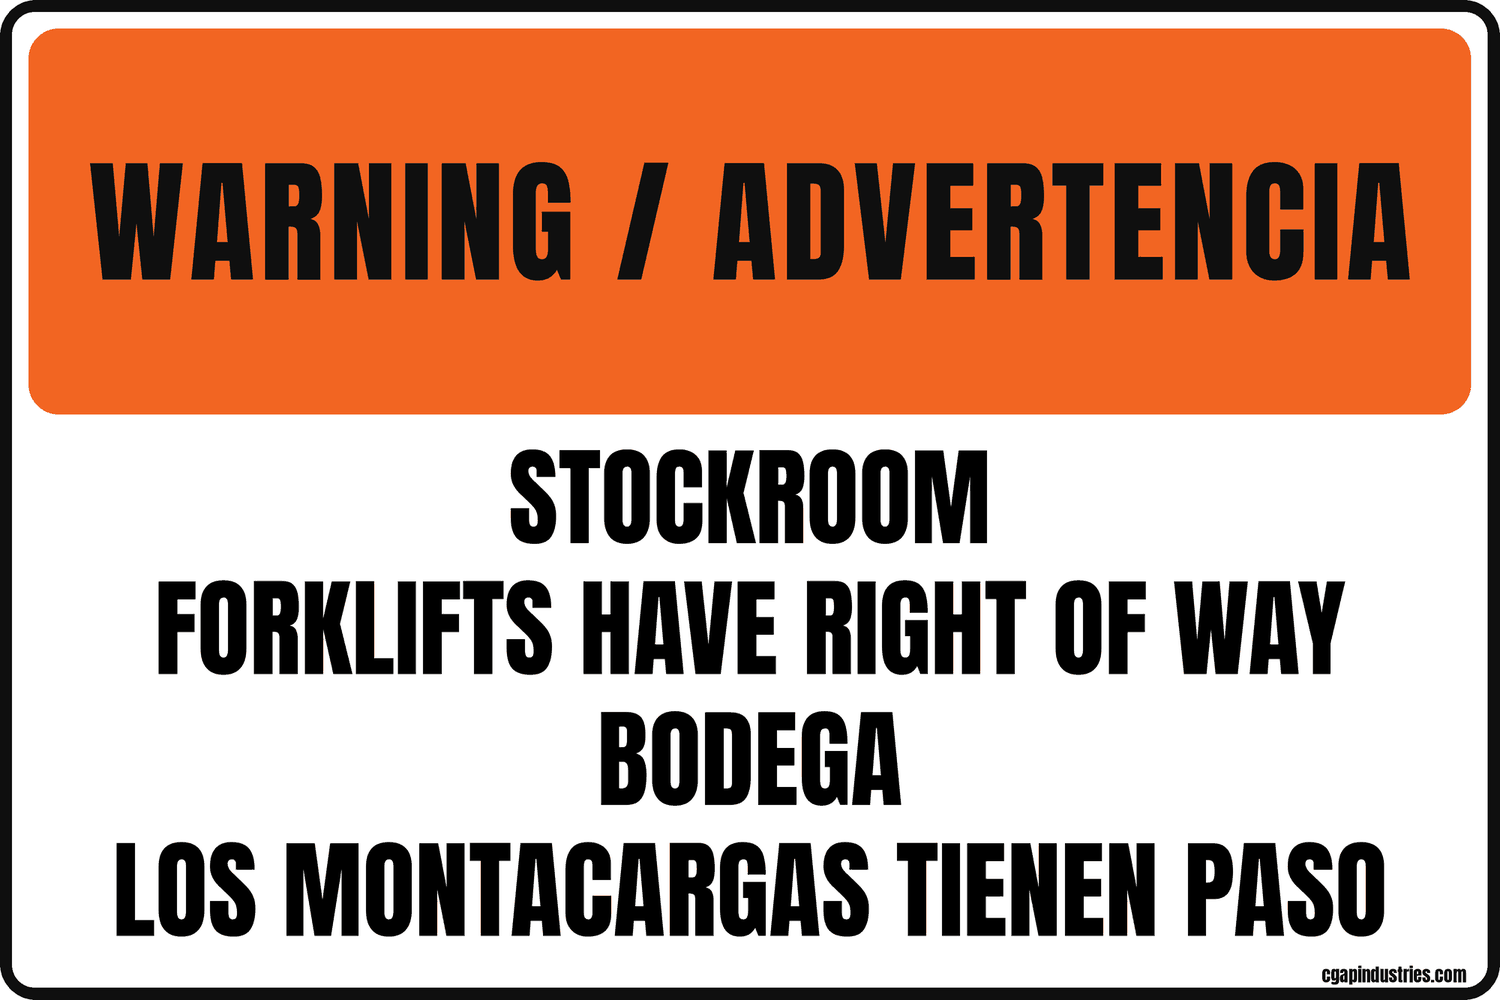 WARNING / ADVERTENCIA
STOCKROOM
FORKLIFTS HAVE RIGHT OF WAY
BODEGA
LOS MONTACARGAS TIENEN PASO
cgapindustries.com